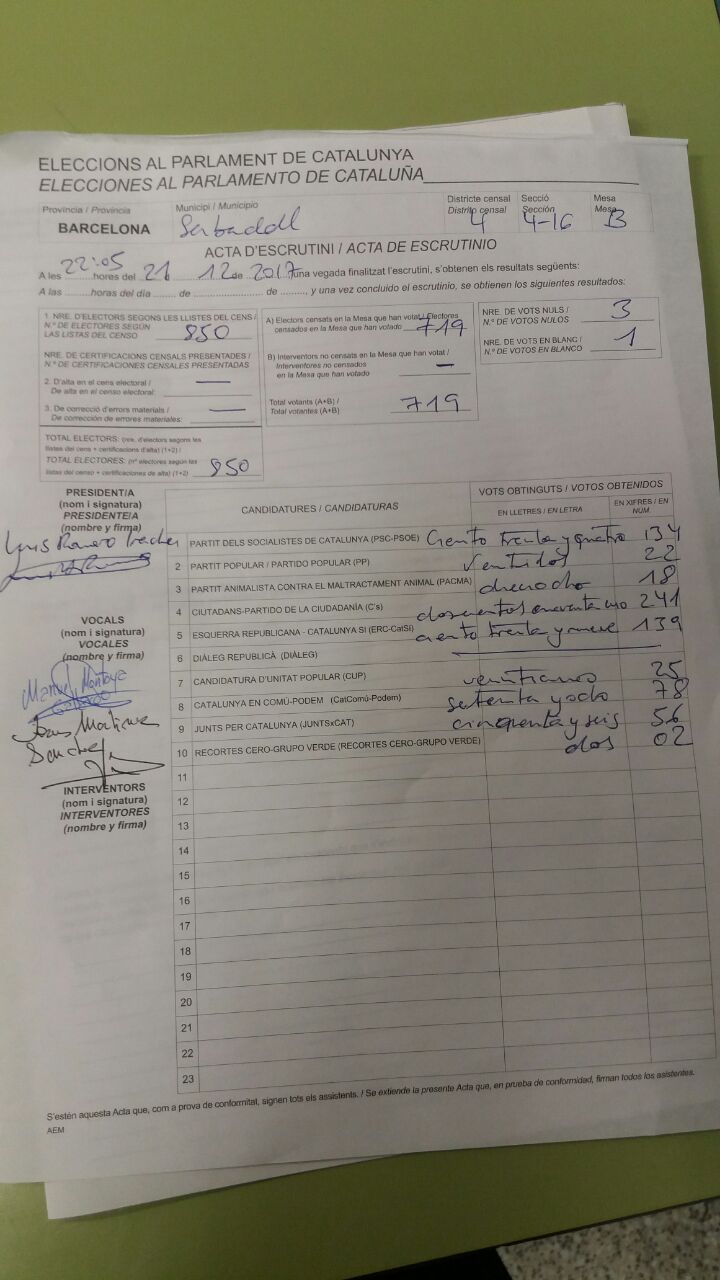 ELECCIONS AL PARLAMENT DE CATALUNYA
ELECCIONES AL PARLAMENTO DE CATALUÑA
Província / Provincia
BARCELONA
Municipi / Municipio
Sabadell
Districte censal
Distrito censal
4
Secció
Sección
4-16
Mesa
Mesa
B
ACTA D'ESCRUTINI / ACTA DE ESCRUTINIO
A les 22:05 hores del 21 12 de 2017 una vegada finalitzat l'escrutini, s'obtenen els resultats següents:
A las ........horas del día ....... de ........................ de ........, y una vez concluido el escrutinio, se obtienen los siguientes resultados:
1. NRE. D'ELECTORS SEGONS LES LLISTES DEL CENS /
N.º DE ELECTORES SEGÚN
LAS LISTAS DEL CENSO 850
NRE. DE CERTIFICACIONS CENSALS PRESENTADES /
N.º DE CERTIFICACIONES CENSALES PRESENTADAS
2. D'alta en el cens electoral / —
De alta en el censo electoral:
3. De correcció d'errors materials / —
De corrección de errores materiales:
TOTAL ELECTORS: (nre. d'electors segons les
llistes del cens + certificacions d'alta) (1+2) /
TOTAL ELECTORES: (nº electores según las
listas del censo + certificaciones de alta) (1+2) 850
A) Electors censats en la Mesa que han votat / Electores
censados en la Mesa que han votado 719
B) Interventors no censats en la Mesa que han votat /
Interventores no censados
en la Mesa que han votado —
Total votants (A+B) /
Total votantes (A+B) 719
NRE. DE VOTS NULS /
N.º DE VOTOS NULOS 3
NRE. DE VOTS EN BLANC /
N.º DE VOTOS EN BLANCO 1
PRESIDENT/A
(nom i signatura)
PRESIDENTE/A
(nombre y firma)
Luis Romero
VOCALS
(nom i signatura)
VOCALES
(nombre y firma)
Manuel Montoya
Martinez
Sanchez
INTERVENTORS
(nom i signatura)
INTERVENTORES
(nombre y firma)
CANDIDATURES / CANDIDATURAS
VOTS OBTINGUTS / VOTOS OBTENIDOS
EN LLETRES / EN LETRA
EN XIFRES / EN NUM.
1 PARTIT DELS SOCIALISTES DE CATALUNYA (PSC-PSOE) Ciento trenta y quatro 134
2 PARTIT POPULAR / PARTIDO POPULAR (PP) ventidos 22
3 PARTIT ANIMALISTA CONTRA EL MALTRACTAMENT ANIMAL (PACMA) dieciocho 18
4 CIUTADANS-PARTIDO DE LA CIUDADANÍA (C's) doscientos cuarenta uno 241
5 ESQUERRA REPUBLICANA - CATALUNYA SI (ERC-CatSí) ciento trenta y nueve 139
6 DIÀLEG REPUBLICÀ (DIÀLEG)
7 CANDIDATURA D'UNITAT POPULAR (CUP) veinticinco 25
8 CATALUNYA EN COMÚ-PODEM (CatComú-Podem) setenta y ocho 78
9 JUNTS PER CATALUNYA (JUNTSxCAT) cinquenta y seis 56
10 RECORTES CERO-GRUPO VERDE (RECORTES CERO-GRUPO VERDE) dos 02
11
12
13
14
15
16
17
18
19
20
21
22
23
S'estén aquesta Acta que, com a prova de conformitat, signen tots els assistents. / Se extiende la presente Acta que, en prueba de conformidad, firman todos los asistentes.
AEM